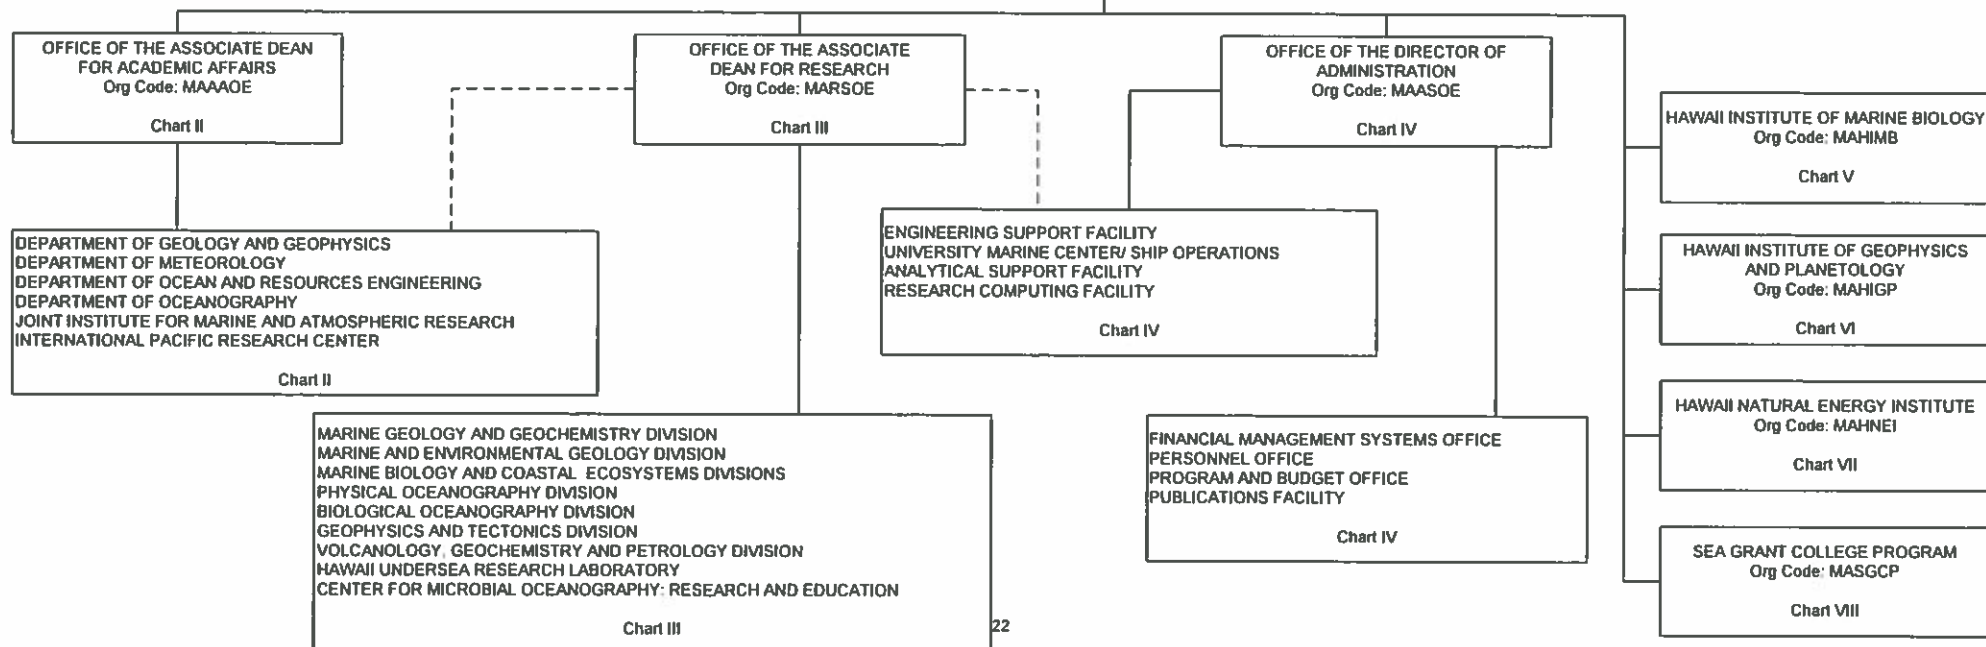 OFFICE OF THE ASSOCIATE DEAN
FOR ACADEMIC AFFAIRS
Org Code: MAAAOE
Chart II
OFFICE OF THE ASSOCIATE
DEAN FOR RESEARCH
Org Code: MARSOE
Chart III
OFFICE OF THE DIRECTOR OF
ADMINISTRATION
Org Code: MAASOE
Chart IV
HAWAII INSTITUTE OF MARINE BIOLOGY
Org Code: MAHIMB
Chart V
DEPARTMENT OF GEOLOGY AND GEOPHYSICS
DEPARTMENT OF METEOROLOGY
DEPARTMENT OF OCEAN AND RESOURCES ENGINEERING
DEPARTMENT OF OCEANOGRAPHY
JOINT INSTITUTE FOR MARINE AND ATMOSPHERIC RESEARCH
INTERNATIONAL PACIFIC RESEARCH CENTER
Chart II
ENGINEERING SUPPORT FACILITY
UNIVERSITY MARINE CENTER/ SHIP OPERATIONS
ANALYTICAL SUPPORT FACILITY
RESEARCH COMPUTING FACILITY
Chart IV
HAWAII INSTITUTE OF GEOPHYSICS
AND PLANETOLOGY
Org Code: MAHIGP
Chart VI
HAWAII NATURAL ENERGY INSTITUTE
Org Code: MAHNEI
Chart VII
MARINE GEOLOGY AND GEOCHEMISTRY DIVISION
MARINE AND ENVIRONMENTAL GEOLOGY DIVISION
MARINE BIOLOGY AND COASTAL ECOSYSTEMS DIVISIONS
PHYSICAL OCEANOGRAPHY DIVISION
BIOLOGICAL OCEANOGRAPHY DIVISION
GEOPHYSICS AND TECTONICS DIVISION
VOLCANOLOGY, GEOCHEMISTRY AND PETROLOGY DIVISION
HAWAII UNDERSEA RESEARCH LABORATORY
CENTER FOR MICROBIAL OCEANOGRAPHY: RESEARCH AND EDUCATION
Chart III
22
FINANCIAL MANAGEMENT SYSTEMS OFFICE
PERSONNEL OFFICE
PROGRAM AND BUDGET OFFICE
PUBLICATIONS FACILITY
Chart IV
SEA GRANT COLLEGE PROGRAM
Org Code: MASGCP
Chart VIII